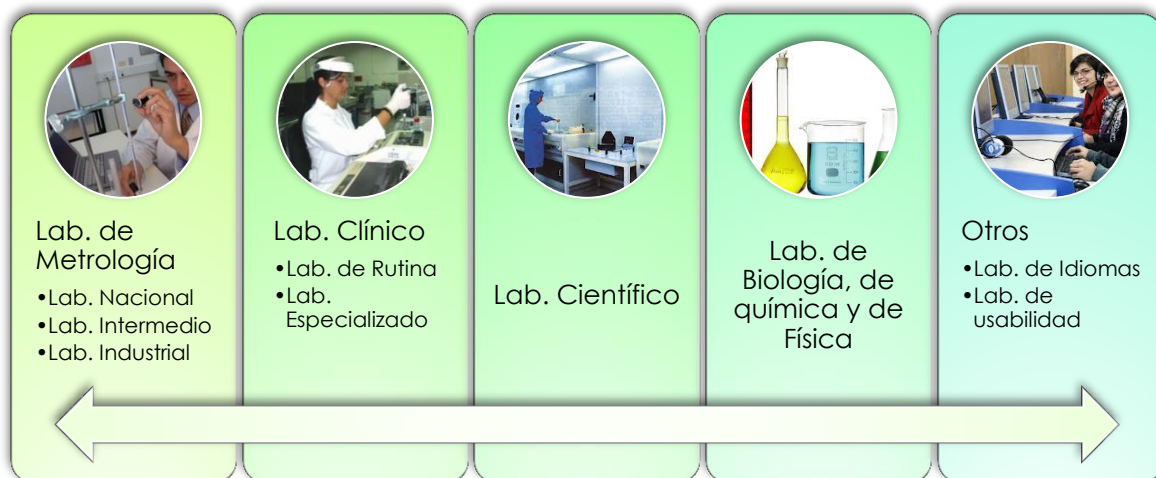 Lab. de
Metrología
•Lab. Nacional
•Lab. Intermedio
•Lab. Industrial
Lab. Clínico
•Lab. de Rutina
•Lab.
Especializado
Lab. Científico
Lab. de
Biología, de
química y de
Física
Otros
•Lab. de Idiomas
•Lab. de
usabilidad